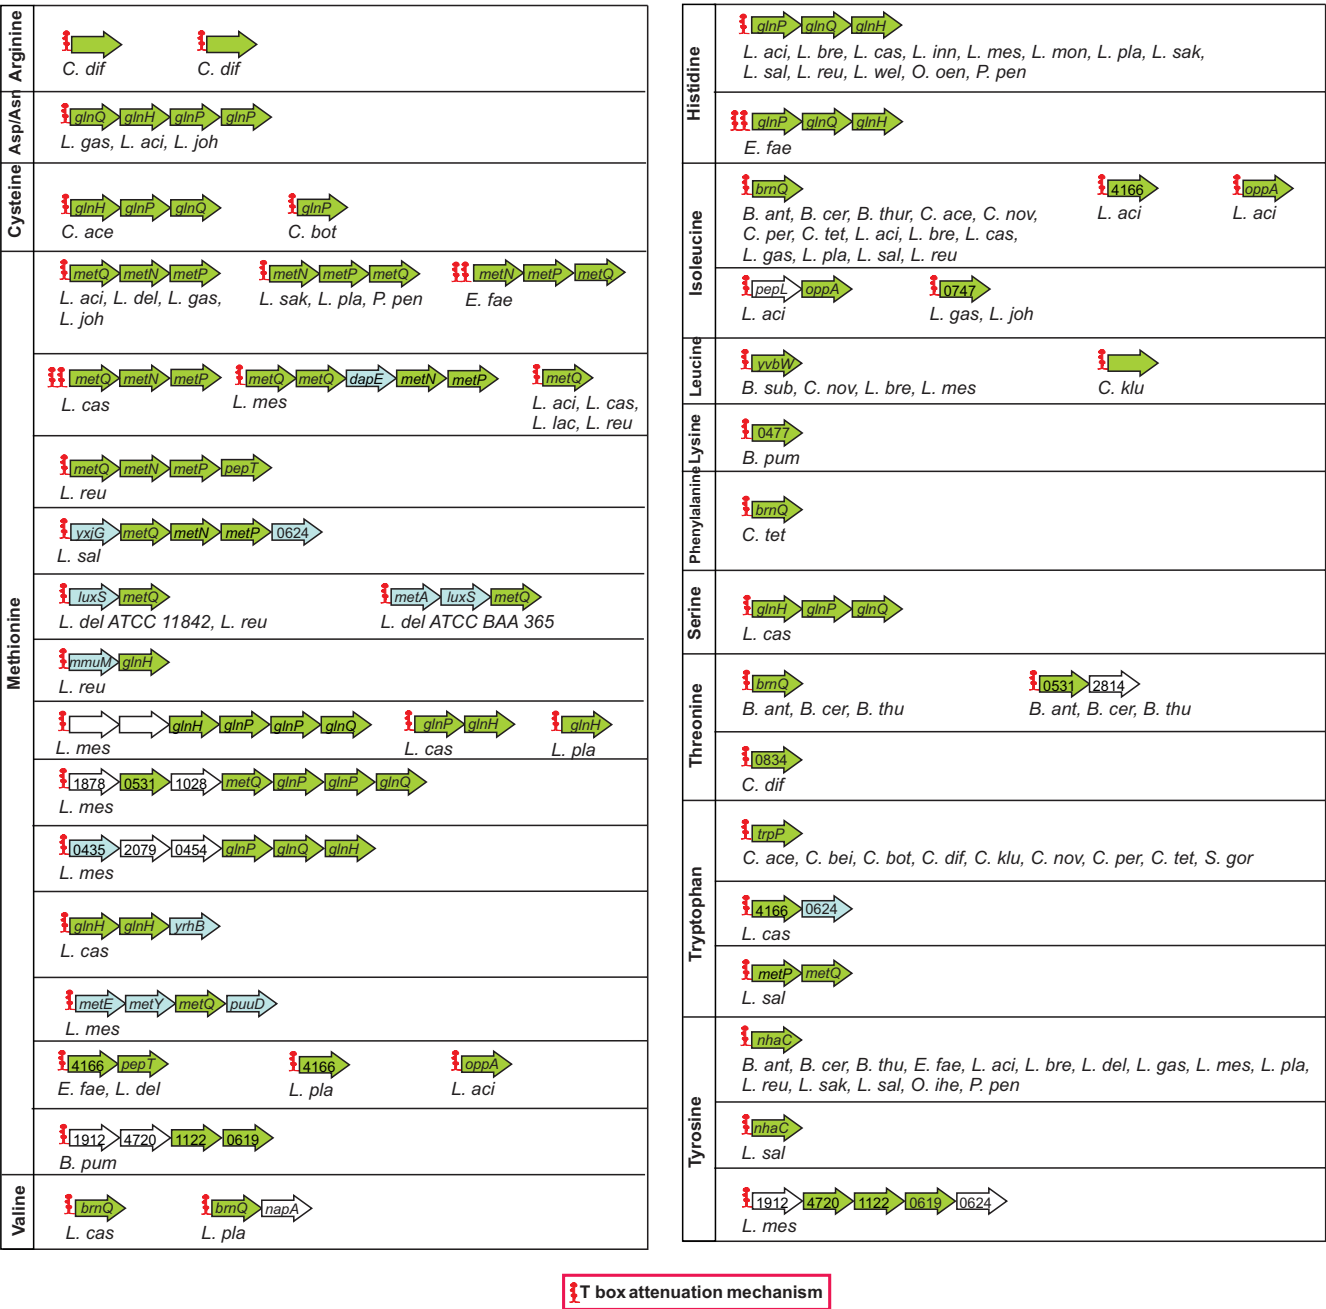 Arginine
C. dif
C. dif
Asp/Asn
glnQ glnH glnP glnP
L. gas, L. aci, L. joh
Cysteine
glnH glnP glnQ
C. ace
glnP
C. bot
Methionine
metQ metN metP
L. aci, L. del, L. gas,
L. joh
metN metP metQ
L. sak, L. pla, P. pen
metN metP metQ
E. fae
metQ metN metP
L. cas
metQ metQ dapE metN metP
L. mes
metQ
L. aci, L. cas,
L. lac, L. reu
metQ metN metP pepT
L. reu
yxjG metQ metN metP 0624
L. sal
luxS metQ
L. del ATCC 11842, L. reu
metA luxS metQ
L. del ATCC BAA 365
mmuM glnH
L. reu
glnH glnP glnP glnQ
L. mes
glnP glnH
L. cas
glnH
L. pla
1878 0531 1028 metQ glnP glnP glnQ
L. mes
0435 2079 0454 glnP glnQ glnH
L. mes
glnH glnH yrhB
L. cas
metE metY metQ puuD
L. mes
4166 pepT
E. fae, L. del
4166
L. pla
oppA
L. aci
1912 4720 1122 0619
B. pum
Valine
brnQ
L. cas
brnQ napA
L. pla
Histidine
glnP glnQ glnH
L. aci, L. bre, L. cas, L. inn, L. mes, L. mon, L. pla, L. sak,
L. sal, L. reu, L. wel, O. oen, P. pen
glnP glnQ glnH
E. fae
Isoleucine
brnQ
B. ant, B. cer, B. thur, C. ace, C. nov,
C. per, C. tet, L. aci, L. bre, L. cas,
L. gas, L. pla, L. sal, L. reu
4166
L. aci
oppA
L. aci
pepL oppA
L. aci
0747
L. gas, L. joh
Leucine
yvbW
B. sub, C. nov, L. bre, L. mes
C. klu
Lysine
0477
B. pum
Phenylalanine
brnQ
C. tet
Serine
glnH glnP glnQ
L. cas
Threonine
brnQ
B. ant, B. cer, B. thu
0531 2814
B. ant, B. cer, B. thu
0834
C. dif
Tryptophan
trpP
C. ace, C. bei, C. bot, C. dif, C. klu, C. nov, C. per, C. tet, S. gor
4166 0624
L. cas
metP metQ
L. sal
Tyrosine
nhaC
B. ant, B. cer, B. thu, E. fae, L. aci, L. bre, L. del, L. gas, L. mes, L. pla,
L. reu, L. sak, L. sal, O. ihe, P. pen
nhaC
L. sal
1912 4720 1122 0619 0624
L. mes
T box attenuation mechanism